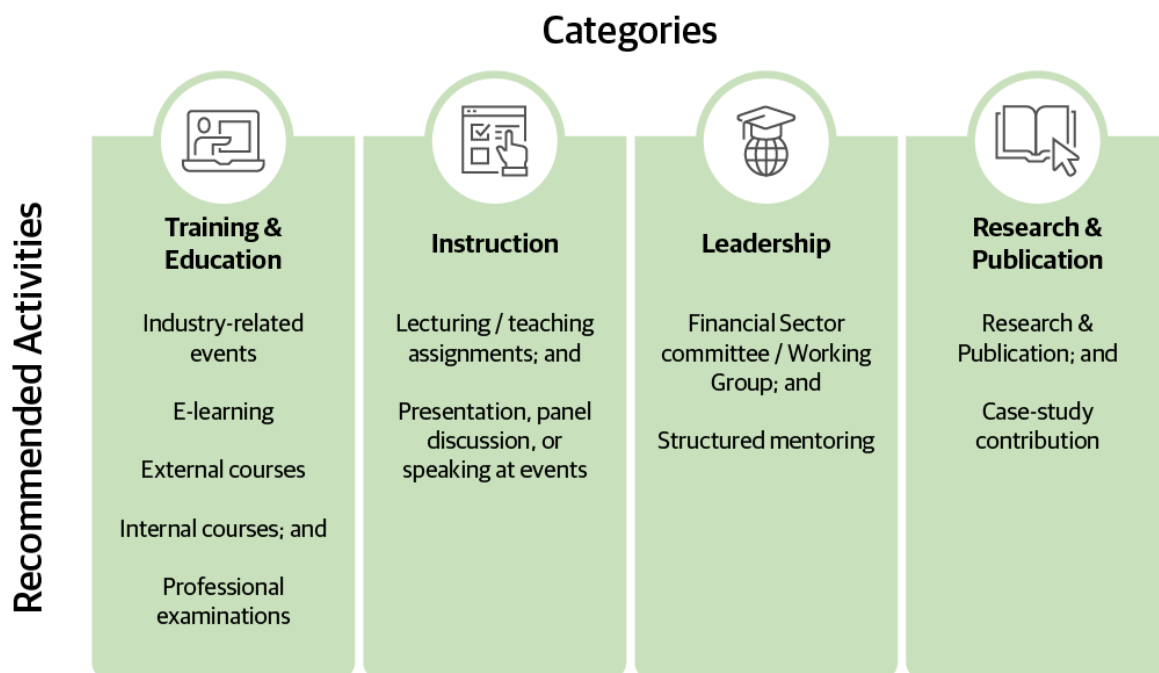 Categories
Recommended Activities
Training &
Education
Industry-related
events
E-learning
External courses
Internal courses; and
Professional
examinations
Instruction
Lecturing / teaching
assignments; and
Presentation, panel
discussion, or
speaking at events
Leadership
Financial Sector
committee / Working
Group; and
Structured mentoring
Research &
Publication
Research &
Publication; and
Case-study
contribution